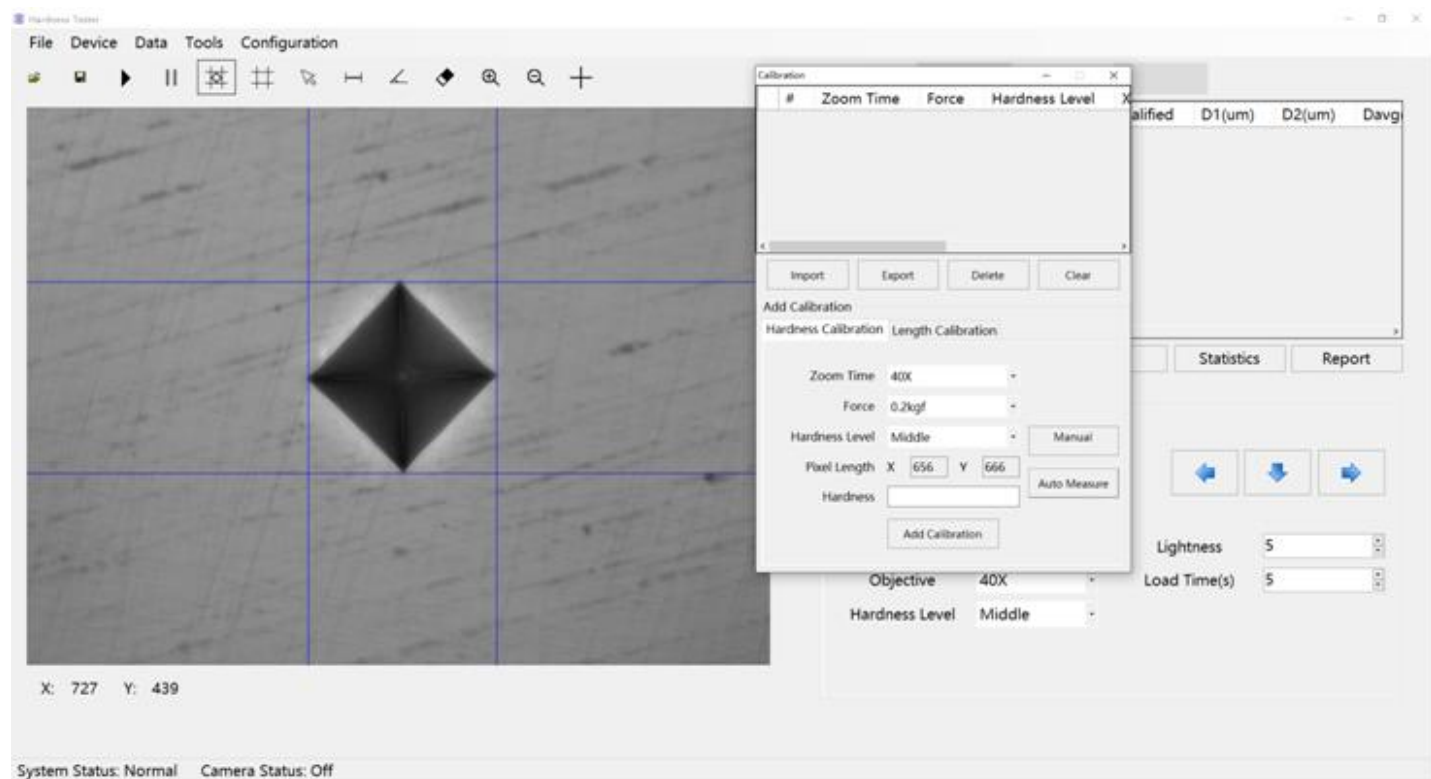 Hardness Tester
File Device Data Tools Configuration
Calibration
# Zoom Time Force Hardness Level X
alified D1(um) D2(um) Davg
Import Export Delete Clear
Add Calibration
Hardness Calibration Length Calibration
Statistics Report
Zoom Time 40X
Force 0.2kgf
Hardness Level Middle Manual
Pixel Length X 656 Y 666
Auto Measure
Hardness
Add Calibration
Lightness 5
Objective 40X Load Time(s) 5
Hardness Level Middle
X: 727 Y: 439
System Status: Normal Camera Status: Off